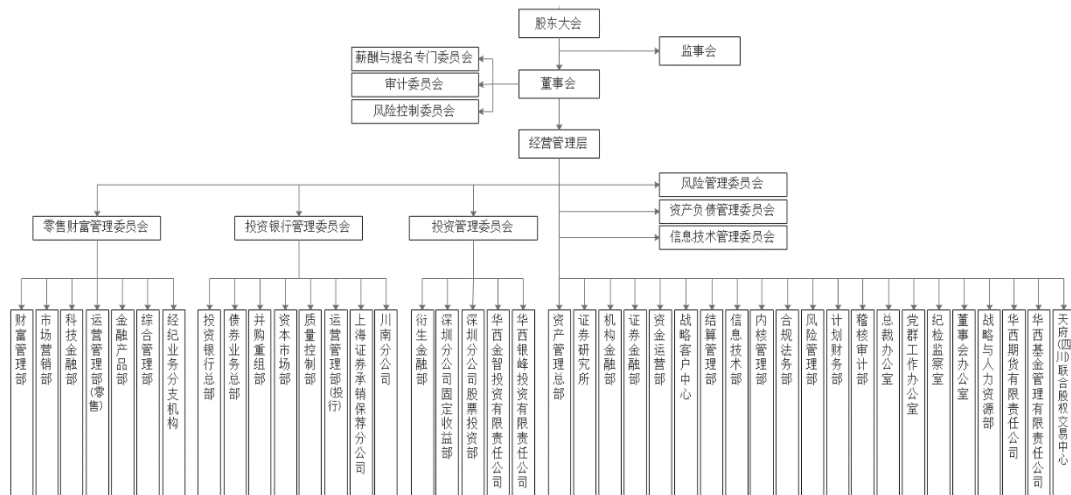 股东大会
监事会
薪酬与提名专门委员会
审计委员会
风险控制委员会
董事会
经营管理层
风险管理委员会
资产负债管理委员会
信息技术管理委员会
零售财富管理委员会
投资银行管理委员会
投资管理委员会
财富管理部
市场营销部
科技金融部
运营管理部(零售)
金融产品部
综合管理部
经纪业务分支机构
投资银行总部
债券业务总部
并购重组部
资本市场部
质量控制部
运营管理部(投行)
上海证券承销保荐分公司
川南分公司
衍生金融部
深圳分公司固定收益部
深圳分公司股票投资部
华西金智投资有限责任公司
华西银峰投资有限责任公司
资产管理总部
证券研究所
机构金融部
证券金融部
资金运营部
战略客户中心
结算管理部
信息技术部
内核管理部
合规法务部
风险管理部
计划财务部
稽核审计部
总裁办公室
党群工作办公室
纪检监察室
董事会办公室
战略与人力资源部
华西期货有限责任公司
华西基金管理有限责任公司
天府(四川)联合股权交易中心